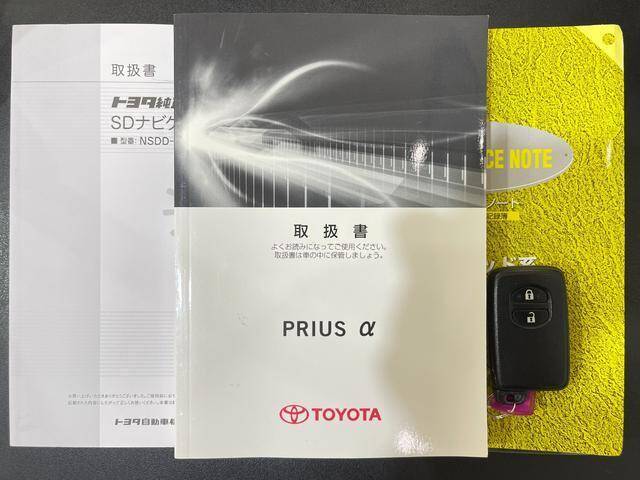 取扱書
トヨタ純
SDナビゲ
■ 型番: NSDD-
トヨタ自動車
取扱書
よくお読みになってご使用ください。
取扱書は車の中に保管しましょう。
PRIUS α
TOYOTA
CE NOTE
ノート
記録簿